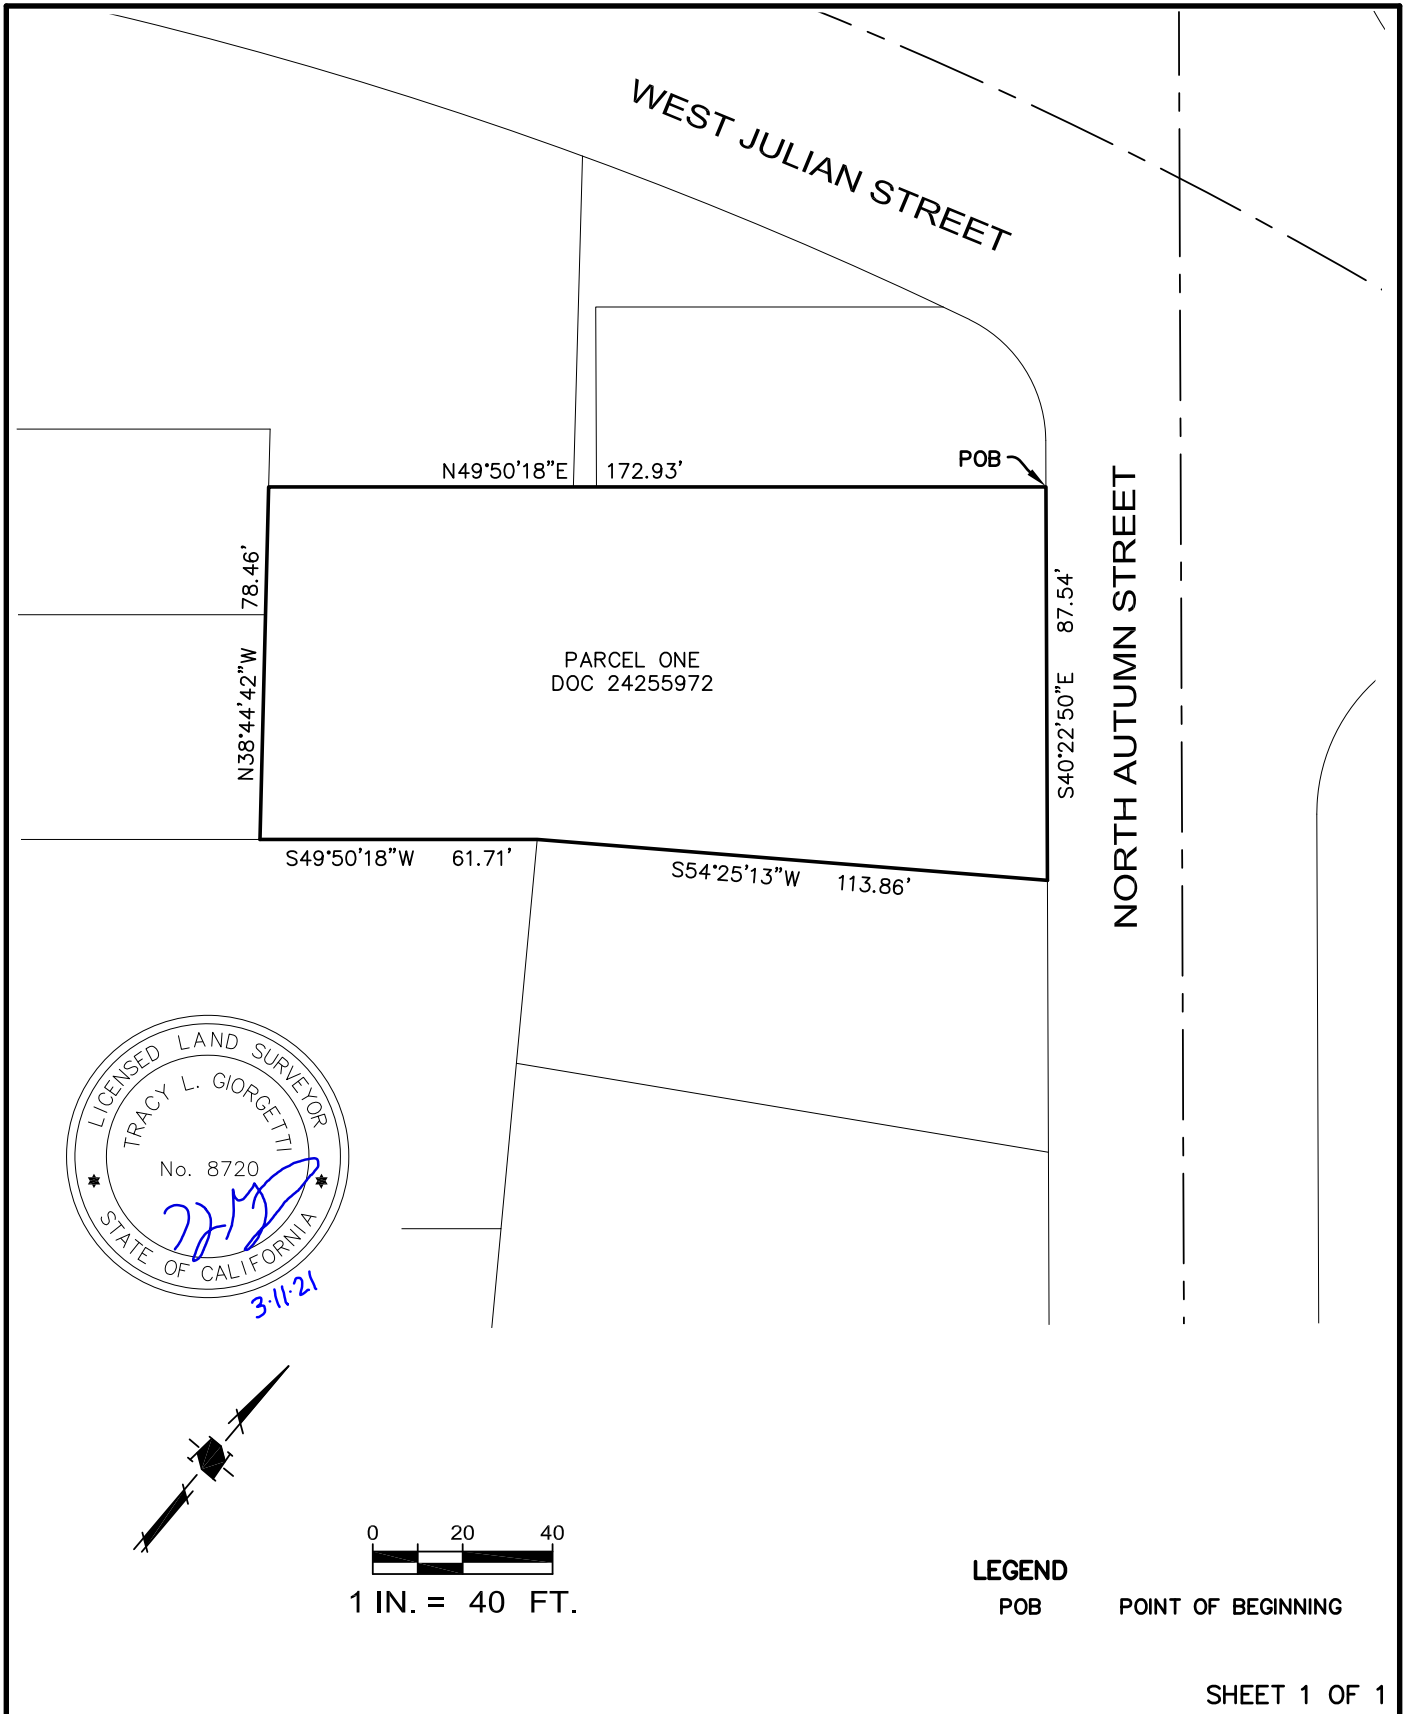 WEST JULIAN STREET
N49°50'18"E 172.93'
POB
78.46'
N38°44'42"W
87.54'
S40°22'50"E
NORTH AUTUMN STREET
PARCEL ONE
DOC 24255972
S49°50'18"W 61.71'
S54°25'13"W 113.86'
LICENSED LAND SURVEYOR
TRACY L. GIORGETTI
No. 8720
STATE OF CALIFORNIA
3·11·21
0 20 40
1 IN. = 40 FT.
LEGEND
POB POINT OF BEGINNING
SHEET 1 OF 1